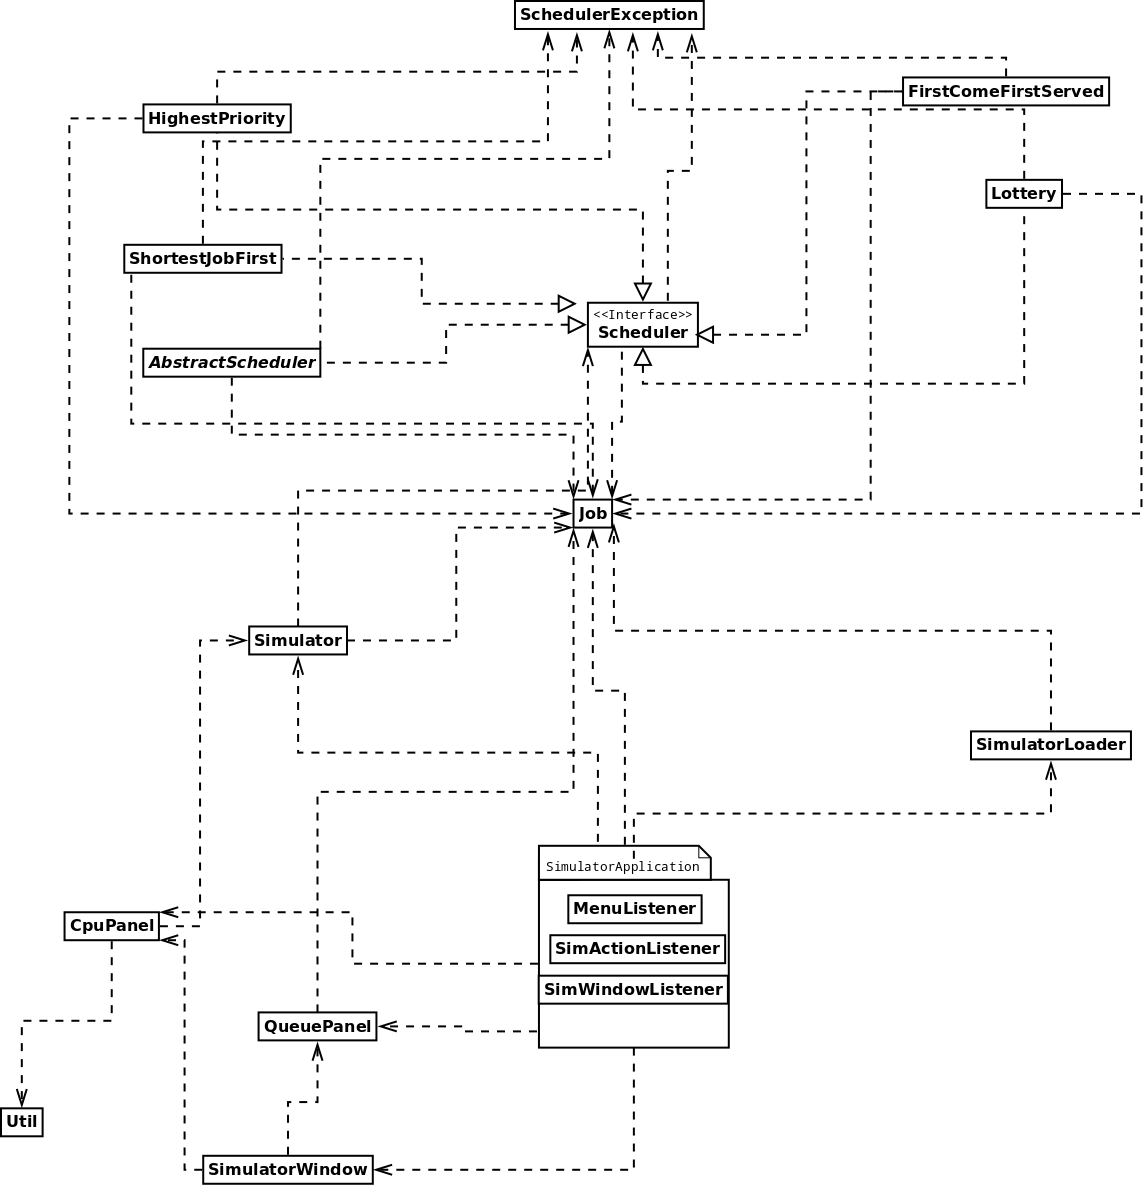 SchedulerException
FirstComeFirstServed
HighestPriority
Lottery
ShortestJobFirst
<<Interface>>
Scheduler
AbstractScheduler
Job
Simulator
SimulatorLoader
SimulatorApplication
MenuListener
CpuPanel
SimActionListener
SimWindowListener
QueuePanel
Util
SimulatorWindow